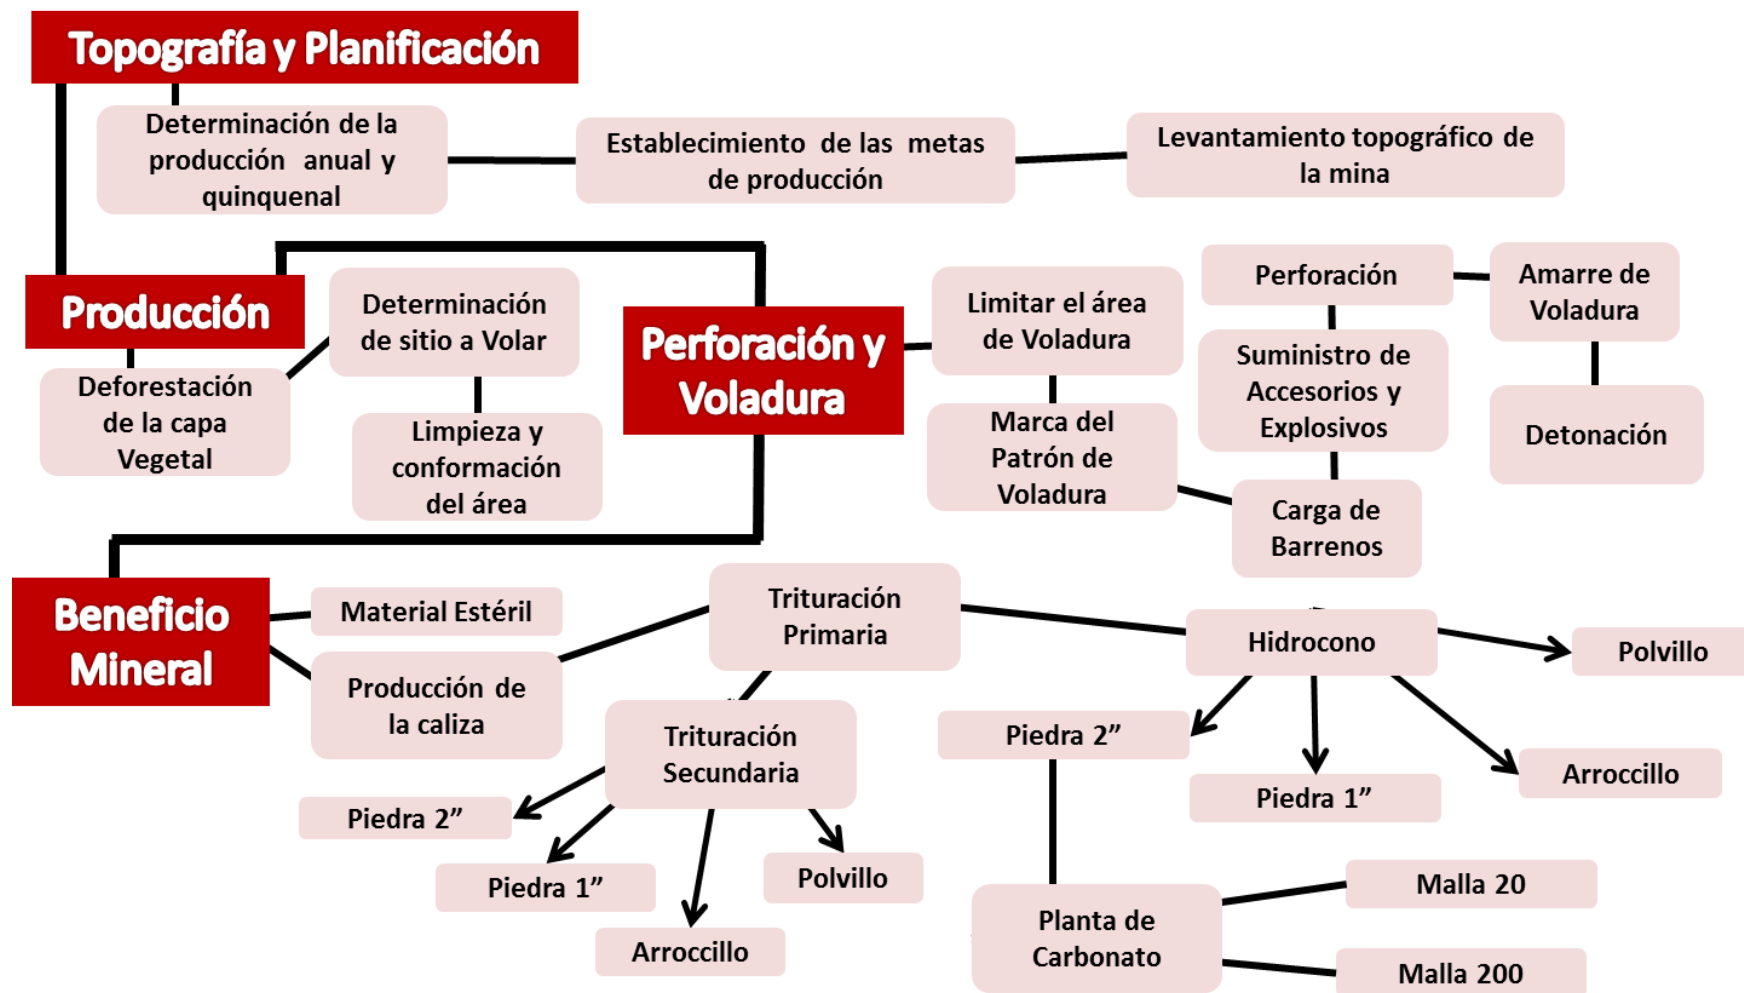 Topografía y Planificación
Determinación de la
producción anual y
quinquenal
Establecimiento de las metas
de producción
Levantamiento topográfico de
la mina
Producción
Deforestación
de la capa
Vegetal
Determinación
de sitio a Volar
Limpieza y
conformación
del área
Perforación y
Voladura
Limitar el área
de Voladura
Marca del
Patrón de
Voladura
Perforación
Suministro de
Accesorios y
Explosivos
Carga de
Barrenos
Amarre de
Voladura
Detonación
Beneficio
Mineral
Material Estéril
Producción de
la caliza
Trituración
Primaria
Trituración
Secundaria
Piedra 2”
Piedra 1”
Arroccillo
Polvillo
Hidrocono
Piedra 2”
Piedra 1”
Arroccillo
Polvillo
Planta de
Carbonato
Malla 20
Malla 200